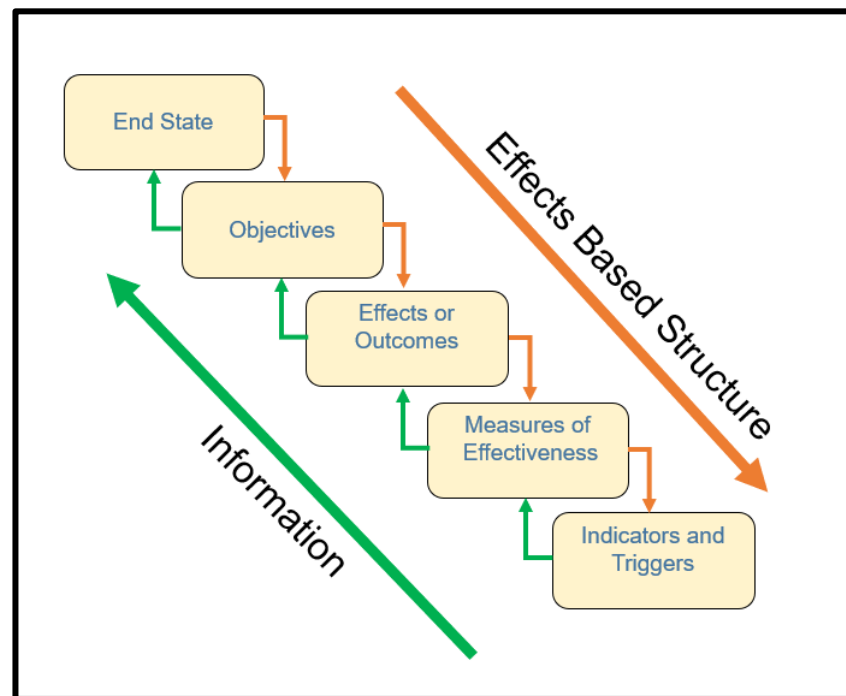 End State
Objectives
Effects or
Outcomes
Measures of
Effectiveness
Indicators and
Triggers
Effects Based Structure
Information